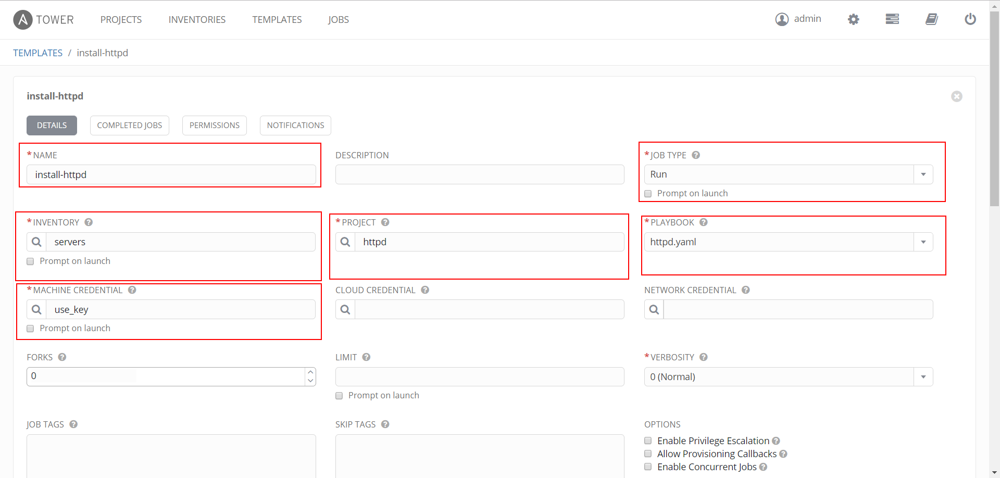 TOWER PROJECTS INVENTORIES TEMPLATES JOBS admin
TEMPLATES / install-httpd
install-httpd
DETAILS COMPLETED JOBS PERMISSIONS NOTIFICATIONS
* NAME DESCRIPTION * JOB TYPE ?
install-httpd Run
Prompt on launch
* INVENTORY ? * PROJECT ? * PLAYBOOK ?
servers httpd httpd.yaml
Prompt on launch
* MACHINE CREDENTIAL ? CLOUD CREDENTIAL ? NETWORK CREDENTIAL ?
use_key
Prompt on launch
FORKS ? LIMIT ? * VERBOSITY ?
0 0 (Normal)
Prompt on launch
JOB TAGS ? SKIP TAGS ? OPTIONS
Enable Privilege Escalation ?
Allow Provisioning Callbacks ?
Enable Concurrent Jobs ?